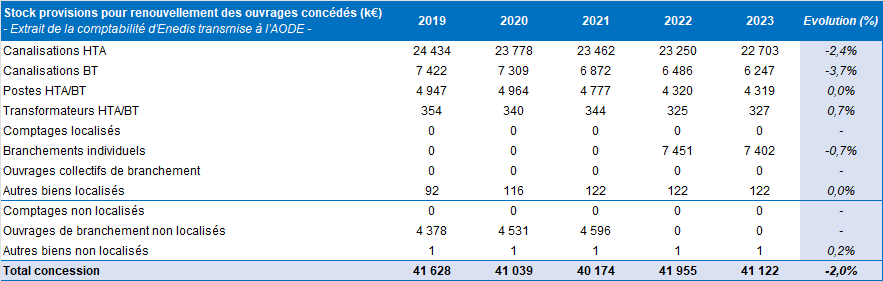 Stock provisions pour renouvellement des ouvrages concédés (k€) 2019 2020 2021 2022 2023 Evolution (%)
- Extrait de la comptabilité d'Enedis transmise à l'AODE -
Canalisations HTA 24 434 23 778 23 462 23 250 22 703 -2,4%
Canalisations BT 7 422 7 309 6 872 6 486 6 247 -3,7%
Postes HTA/BT 4 947 4 964 4 777 4 320 4 319 0,0%
Transformateurs HTA/BT 354 340 344 325 327 0,7%
Comptages localisés 0 0 0 0 0 -
Branchements individuels 0 0 0 7 451 7 402 -0,7%
Ouvrages collectifs de branchement 0 0 0 0 0 -
Autres biens localisés 92 116 122 122 122 0,0%
Comptages non localisés 0 0 0 0 0 -
Ouvrages de branchement non localisés 4 378 4 531 4 596 0 0 -
Autres biens non localisés 1 1 1 1 1 0,2%
Total concession 41 628 41 039 40 174 41 955 41 122 -2,0%